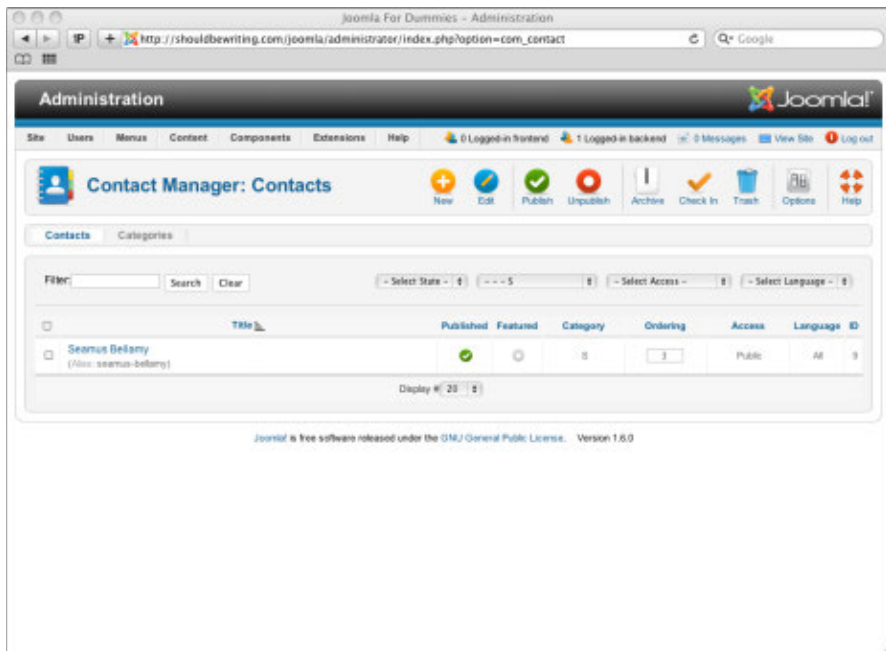 Joomla For Dummies – Administration
http://shouldbewriting.com/joomla/administrator/index.php?option=com_contact
Google
Administration
Joomla!
Site Users Menus Content Components Extensions Help 0 Logged-in frontend 1 Logged-in backend 0 Messages View Site Log out
Contact Manager: Contacts
New Edit Publish Unpublish Archive Check In Trash Options Help
Contacts Categories
Filter: Search Clear - Select State - - - - S - Select Access - - Select Language -
Title Published Featured Category Ordering Access Language ID
Seamus Bellamy S 3 Public All 9
(Alias: seamus-bellamy)
Display # 20
Joomla! is free software released under the GNU General Public License. Version 1.6.0